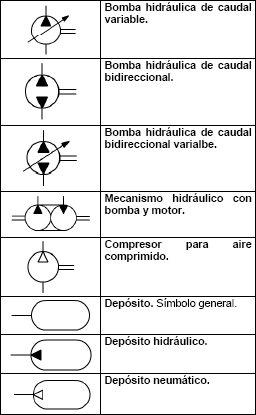 Bomba hidráulica de caudal
variable.
Bomba hidráulica de caudal
bidireccional.
Bomba hidráulica de caudal
bidireccional varialbe.
Mecanismo hidráulico con
bomba y motor.
Compresor para aire
comprimido.
Depósito. Símbolo general.
Depósito hidráulico.
Depósito neumático.